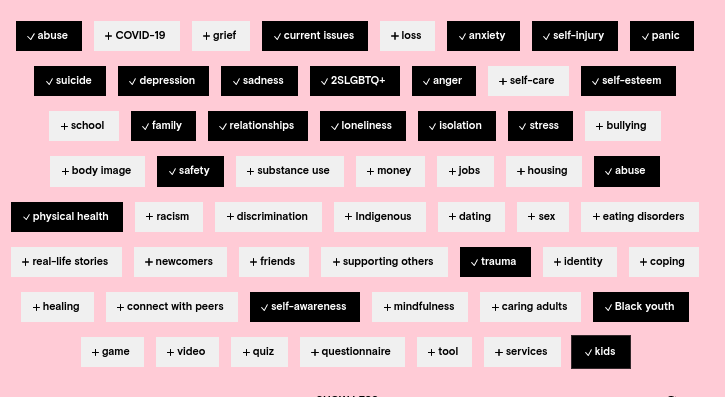 abuse COVID-19 grief current issues loss anxiety self-injury panic
suicide depression sadness 2SLGBTQ+ anger self-care self-esteem
school family relationships loneliness isolation stress bullying
body image safety substance use money jobs housing abuse
physical health racism discrimination Indigenous dating sex eating disorders
real-life stories newcomers friends supporting others trauma identity coping
healing connect with peers self-awareness mindfulness caring adults Black youth
game video quiz questionnaire tool services kids